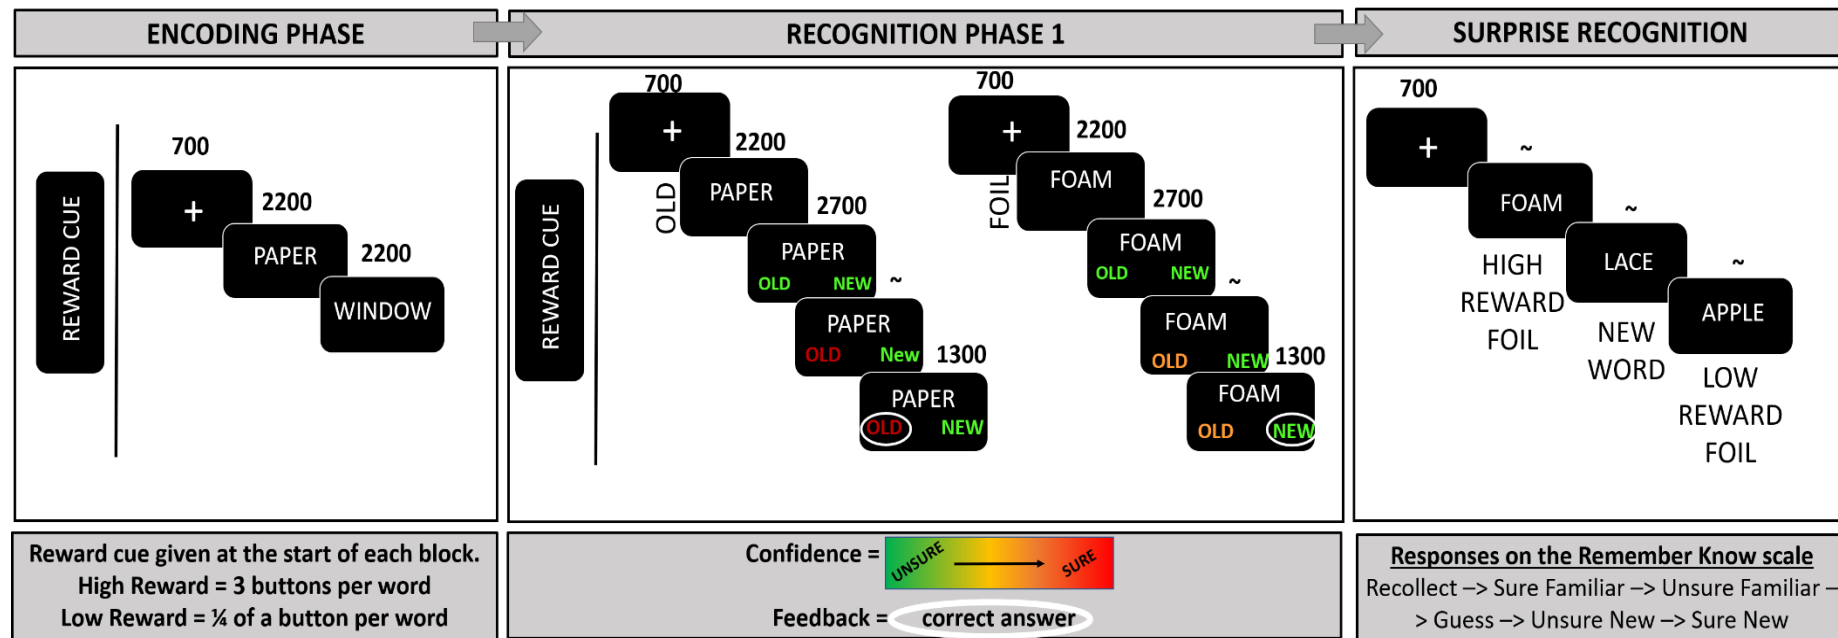 ENCODING PHASE
RECOGNITION PHASE 1
SURPRISE RECOGNITION
REWARD CUE
700
+
2200
PAPER
2200
WINDOW
REWARD CUE
700
+
OLD
2200
PAPER
2700
PAPER
OLD NEW
~
PAPER
OLD New
1300
PAPER
OLD NEW
700
+
FOIL
2200
FOAM
2700
FOAM
OLD NEW
~
FOAM
OLD NEW
1300
FOAM
OLD NEW
700
+
~
FOAM
HIGH
REWARD
FOIL
~
LACE
NEW
WORD
~
APPLE
LOW
REWARD
FOIL
Reward cue given at the start of each block.
High Reward = 3 buttons per word
Low Reward = ¼ of a button per word
Confidence = UNSURE SURE
Feedback = correct answer
Responses on the Remember Know scale
Recollect –> Sure Familiar –> Unsure Familiar –
> Guess –> Unsure New –> Sure New